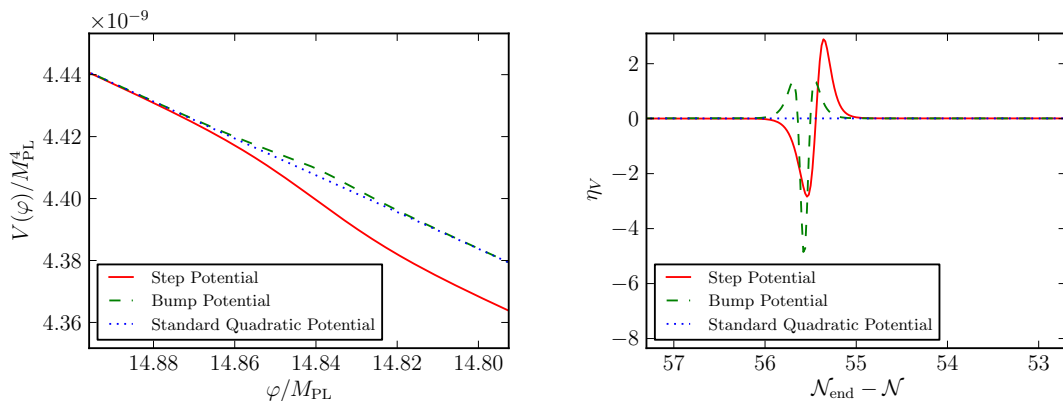 ×10⁻⁹
V(φ)/M⁴_PL
4.44
4.42
4.40
4.38
4.36
Step Potential
Bump Potential
Standard Quadratic Potential
14.88 14.86 14.84 14.82 14.80
φ/M_PL
η_V
2
0
−2
−4
−6
−8
Step Potential
Bump Potential
Standard Quadratic Potential
57 56 55 54 53
𝒩_end − 𝒩